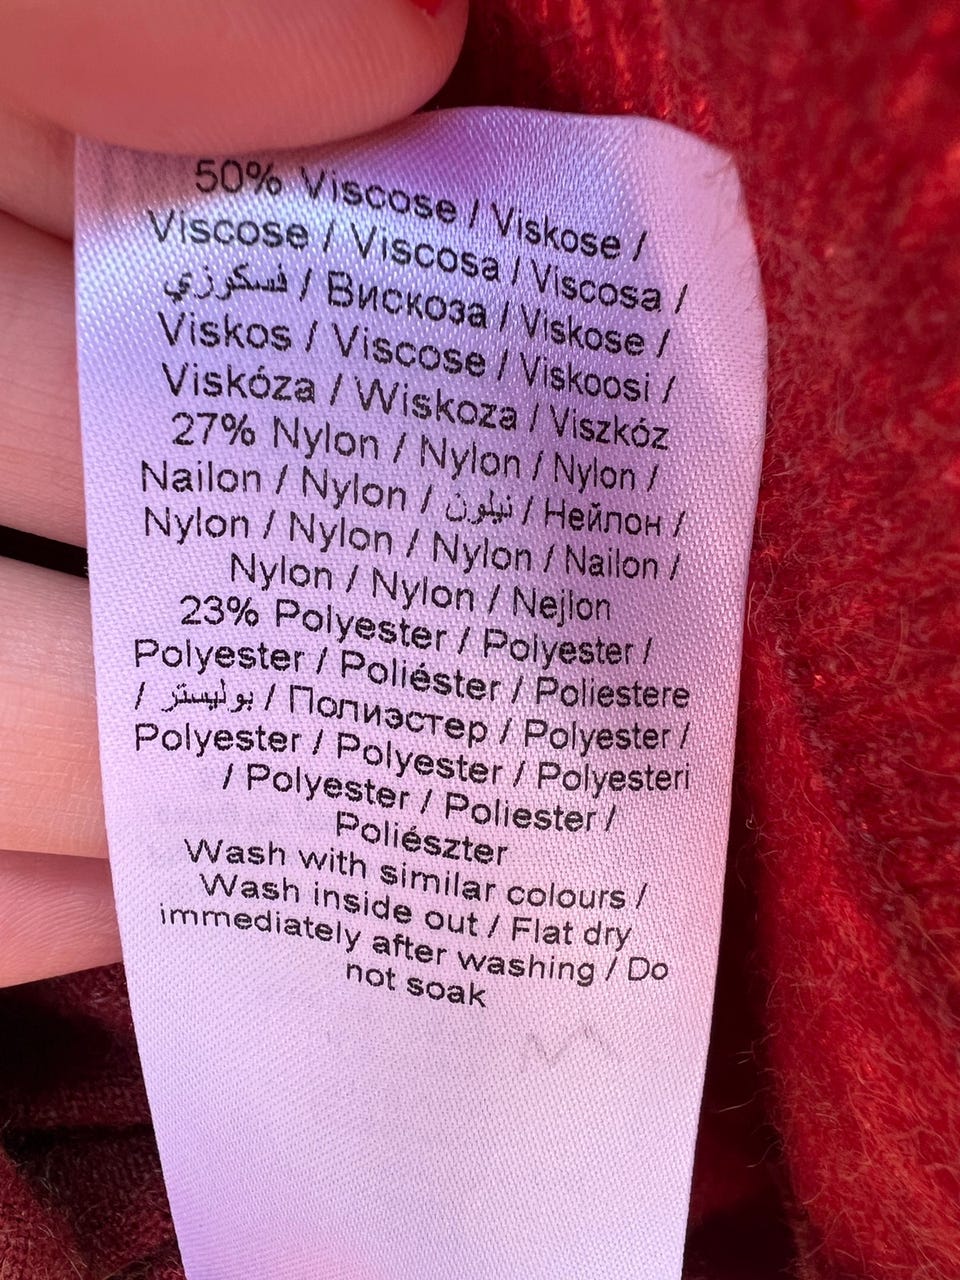 50% Viscose / Viskose /
Viscose / Viscosa / Viscosa /
فسكوزي / Вискоза / Viskose /
Viskos / Viscose / Viskoosi /
Viskóza / Wiskoza / Viszkóz
27% Nylon / Nylon / Nylon /
Nailon / Nylon / نيلون / Нейлон /
Nylon / Nylon / Nylon / Nailon /
Nylon / Nylon / Nejlon
23% Polyester / Polyester /
Polyester / Poliéster / Poliestere
/ بوليستر / Полиэстер / Polyester /
Polyester / Polyester / Polyesteri
/ Polyester / Poliester /
Poliészter
Wash with similar colours /
Wash inside out / Flat dry
immediately after washing / Do
not soak